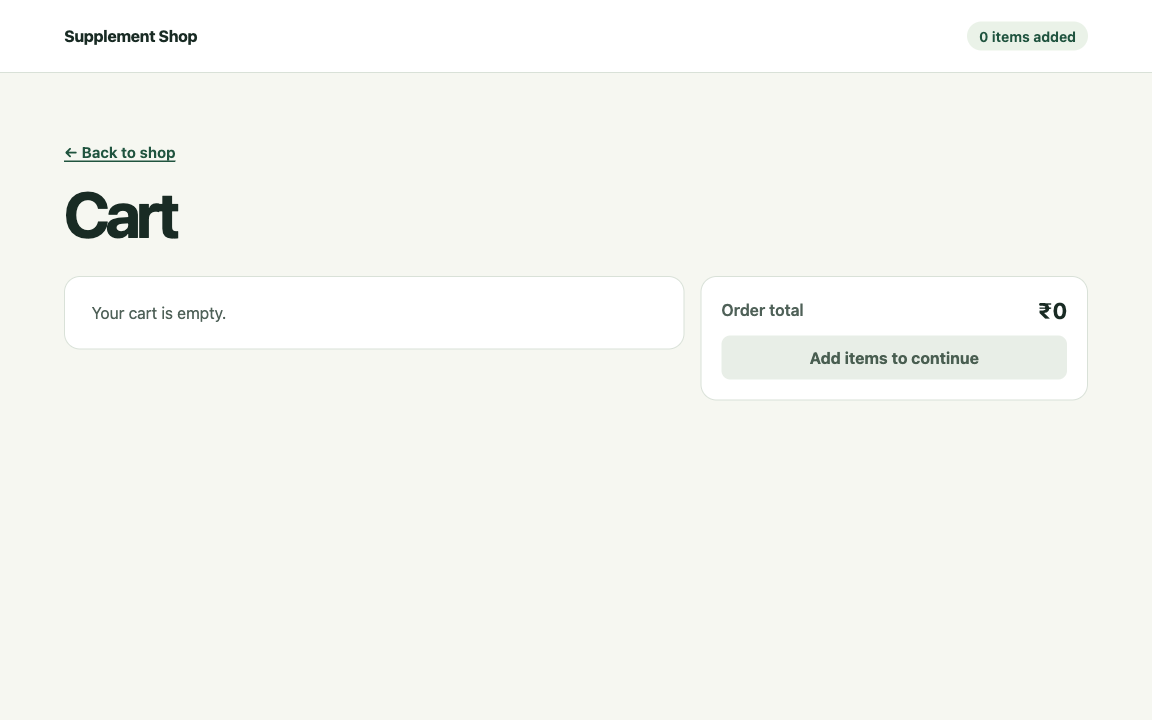 Supplement Shop
0 items added
← Back to shop
Cart
Your cart is empty.
Order total
₹0
Add items to continue